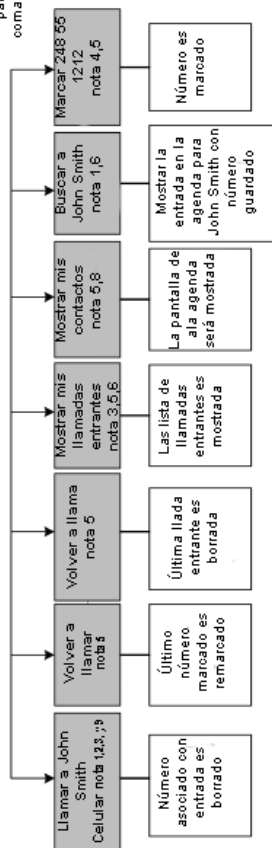 par
coma
Llamar a John
Smith
Celular nota 1,2,3, y 9
Volver a
llamar
nota 5
Volver a llama
nota 5
Mostrar mis
llamadas
entrantes
nota 3,5,6
Mostrar mis
contactos
nota 5,8
Buscar a
John Smith
nota 1,6
Marcar 248 55
1212
nota 4,5
Número
asociado con
entrada es
borrado
Último
número
marcado es
remarcado
Última llada
entrante es
borrada
Las lista de
llamadas
entrantes es
mostrada
La pantalla de
ala agenda
será mostrada
Mostrar la
entrada en la
agenda para
John Smith con
número
guardado
Número es
marcado